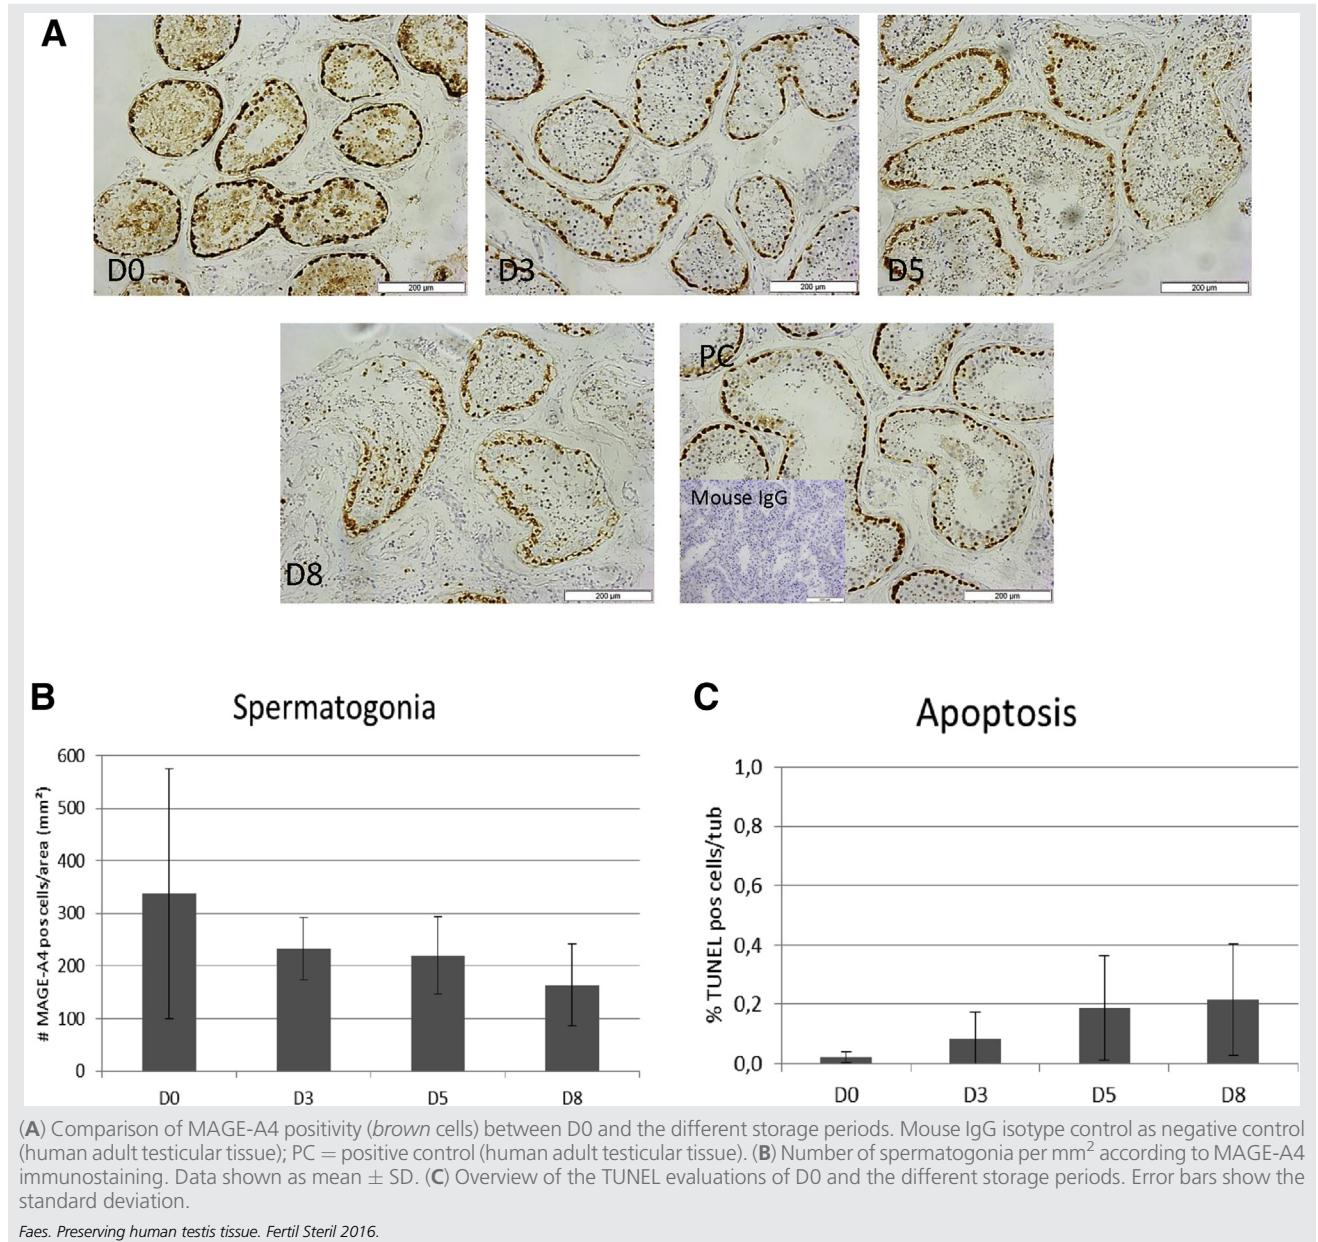 A
D0
200 µm
D3
200 µm
D5
200 µm
D8
200 µm
PC
Mouse IgG
200 µm
B
Spermatogonia
# MAGE-A4 pos cells/area (mm²)
600
500
400
300
200
100
0
D0
D3
D5
D8
C
Apoptosis
% TUNEL pos cells/tub
1,0
0,8
0,6
0,4
0,2
0,0
D0
D3
D5
D8
(A) Comparison of MAGE-A4 positivity (brown cells) between D0 and the different storage periods. Mouse IgG isotype control as negative control
(human adult testicular tissue); PC = positive control (human adult testicular tissue). (B) Number of spermatogonia per mm² according to MAGE-A4
immunostaining. Data shown as mean ± SD. (C) Overview of the TUNEL evaluations of D0 and the different storage periods. Error bars show the
standard deviation.
Faes. Preserving human testis tissue. Fertil Steril 2016.